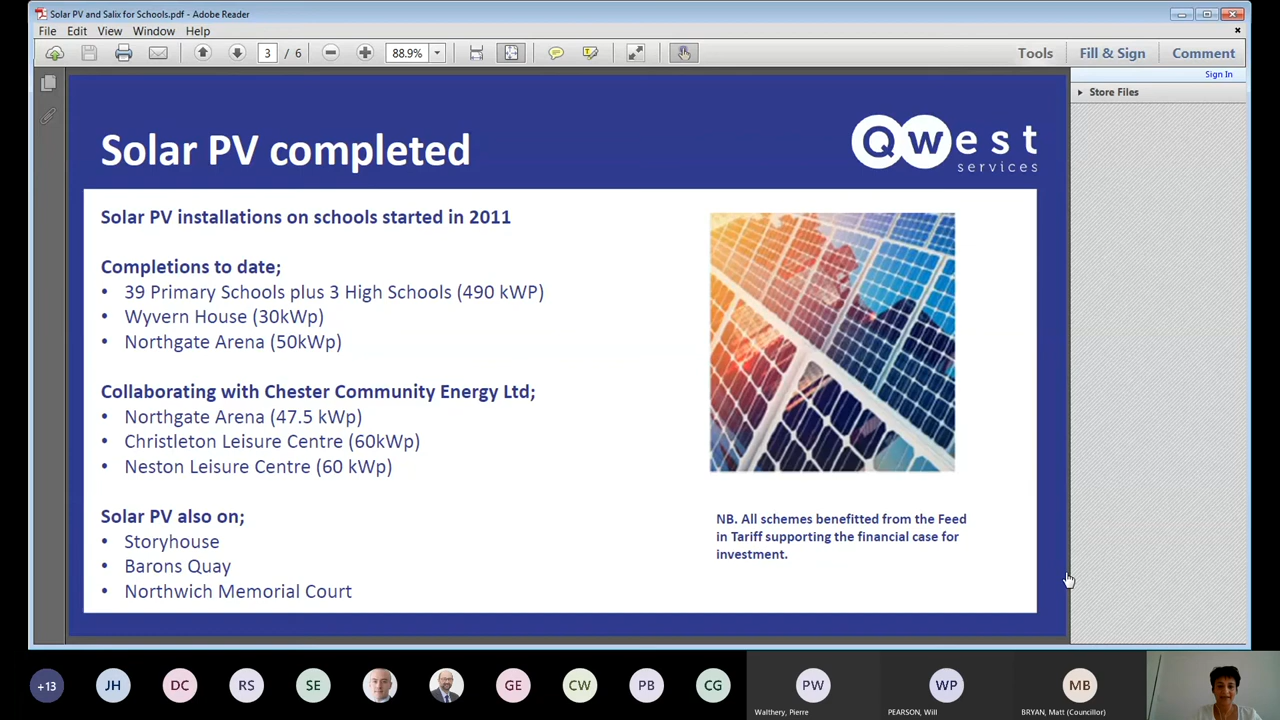 Solar PV and Salix for Schools.pdf - Adobe Reader
File Edit View Window Help
3 / 6 88.9% Tools Fill & Sign Comment
Sign In
Store Files
Solar PV completed
Qwest
services
Solar PV installations on schools started in 2011
Completions to date;
• 39 Primary Schools plus 3 High Schools (490 kWP)
• Wyvern House (30kWp)
• Northgate Arena (50kWp)
Collaborating with Chester Community Energy Ltd;
• Northgate Arena (47.5 kWp)
• Christleton Leisure Centre (60kWp)
• Neston Leisure Centre (60 kWp)
Solar PV also on;
• Storyhouse
• Barons Quay
• Northwich Memorial Court
NB. All schemes benefitted from the Feed
in Tariff supporting the financial case for
investment.
+13 JH DC RS SE GE CW PB CG PW WP MB
Walthery, Pierre PEARSON, Will BRYAN, Matt (Councillor)